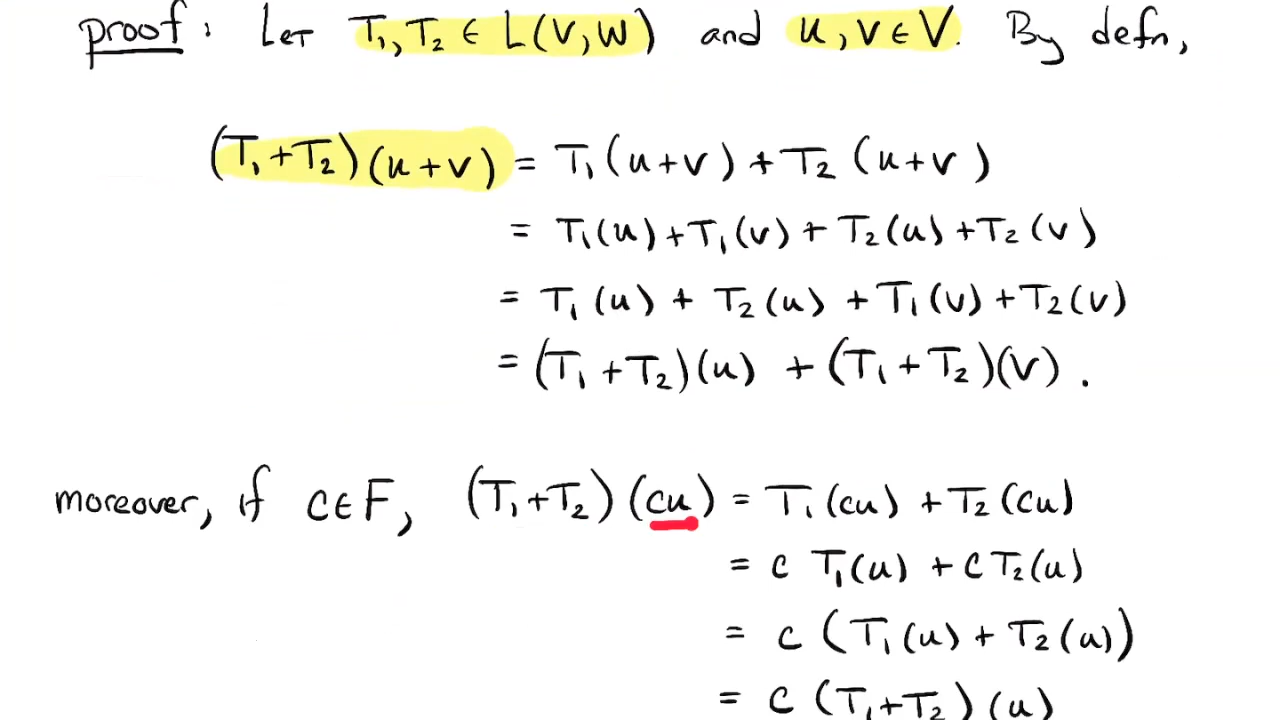 proof: Let T₁, T₂ ∈ L(V, W) and u, v ∈ V. By defn,
(T₁ + T₂)(u + v) = T₁(u + v) + T₂(u + v)
= T₁(u) + T₁(v) + T₂(u) + T₂(v)
= T₁(u) + T₂(u) + T₁(v) + T₂(v)
= (T₁ + T₂)(u) + (T₁ + T₂)(v).
moreover, if c ∈ F, (T₁ + T₂)(cu) = T₁(cu) + T₂(cu)
= c T₁(u) + c T₂(u)
= c (T₁(u) + T₂(u))
= c (T₁ + T₂)(u)